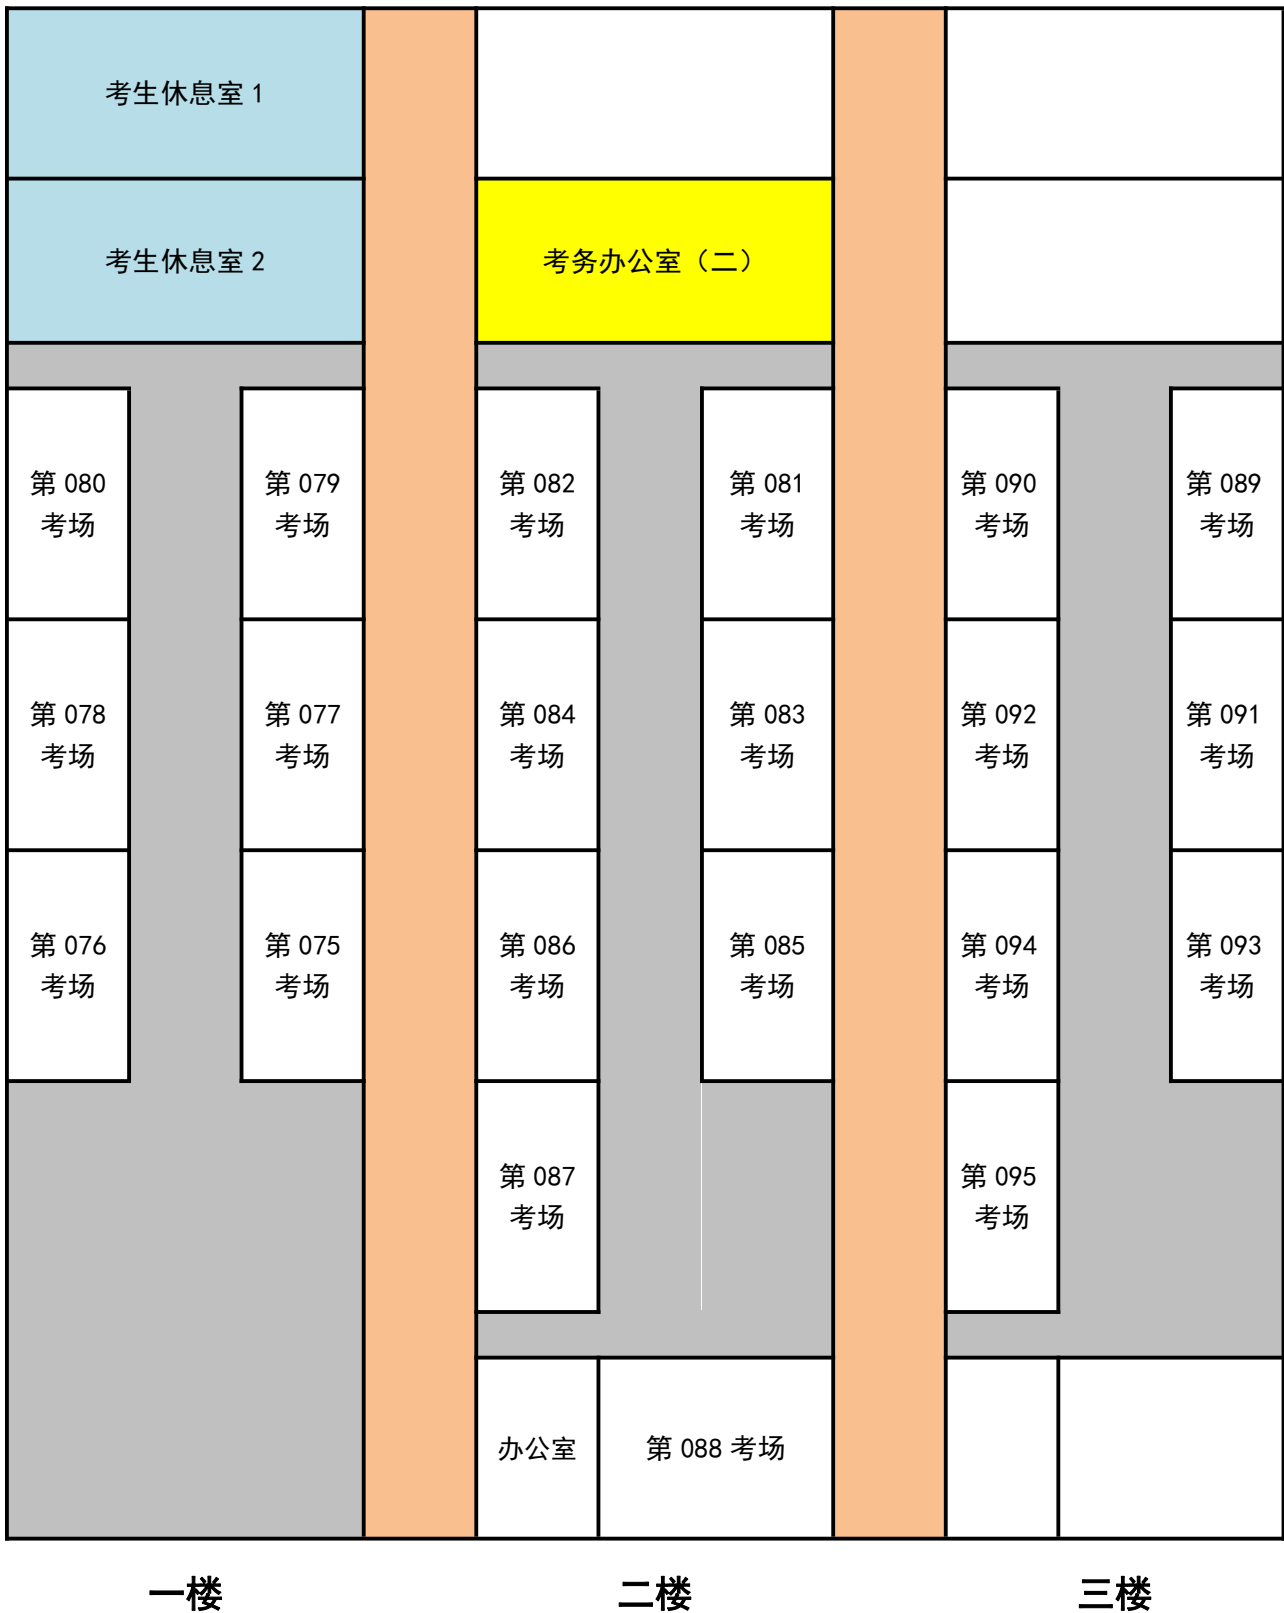 考生休息室 1
考生休息室 2
考务办公室（二）
第 080
考场
第 079
考场
第 082
考场
第 081
考场
第 090
考场
第 089
考场
第 078
考场
第 077
考场
第 084
考场
第 083
考场
第 092
考场
第 091
考场
第 076
考场
第 075
考场
第 086
考场
第 085
考场
第 094
考场
第 093
考场
第 087
考场
第 095
考场
办公室
第 088 考场
一楼
二楼
三楼